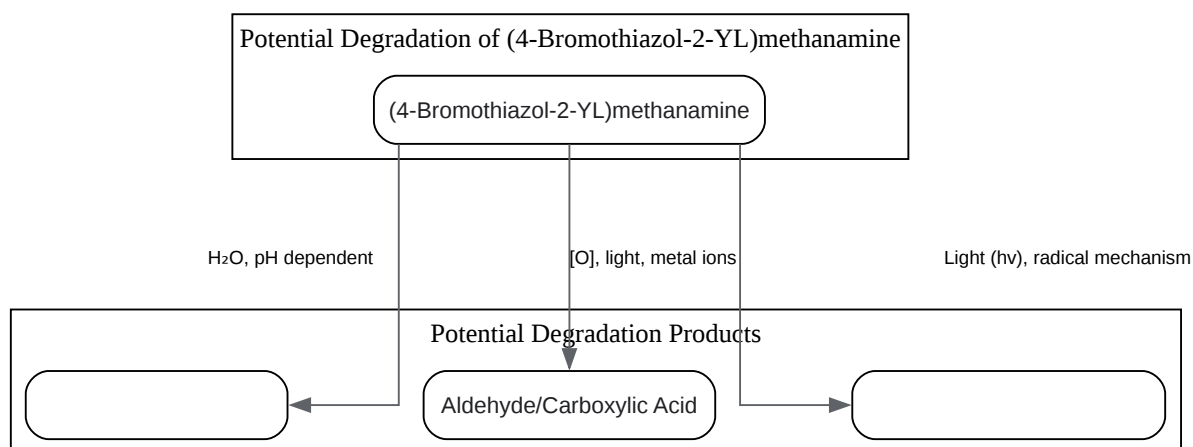 Potential Degradation of (4-Bromothiazol-2-YL)methanamine
(4-Bromothiazol-2-YL)methanamine
H₂O, pH dependent
[O], light, metal ions
Light (hv), radical mechanism
Potential Degradation Products
Aldehyde/Carboxylic Acid